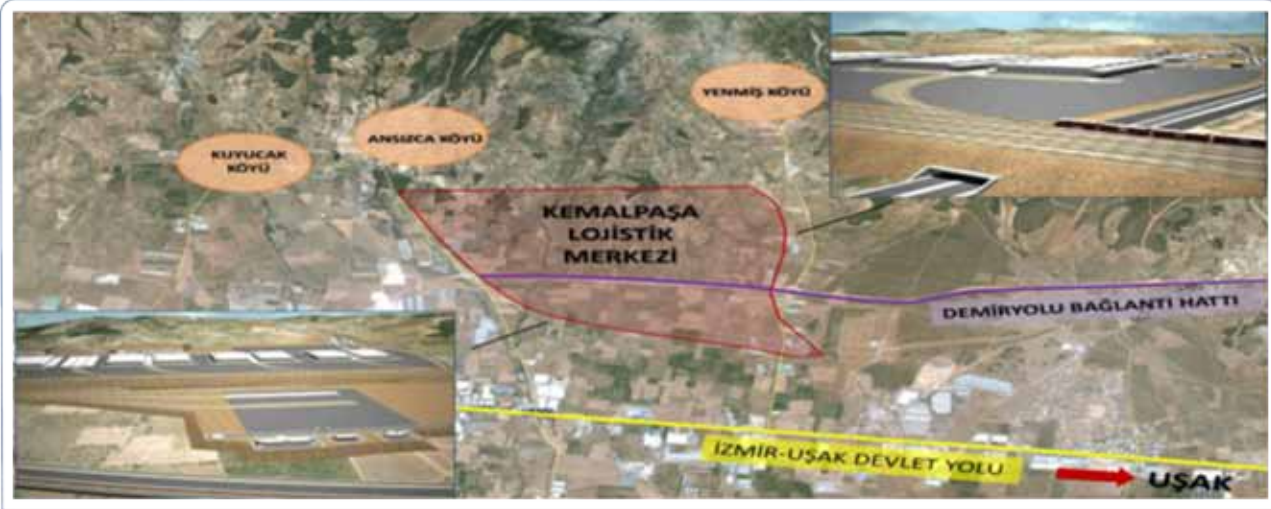 YENMİŞ KÖYÜ
ANSIZCA KÖYÜ
KUYUCAK
KÖYÜ
KEMALPAŞA
LOJİSTİK
MERKEZİ
DEMİRYOLU BAĞLANTI HATTI
İZMİR-UŞAK DEVLET YOLU
UŞAK